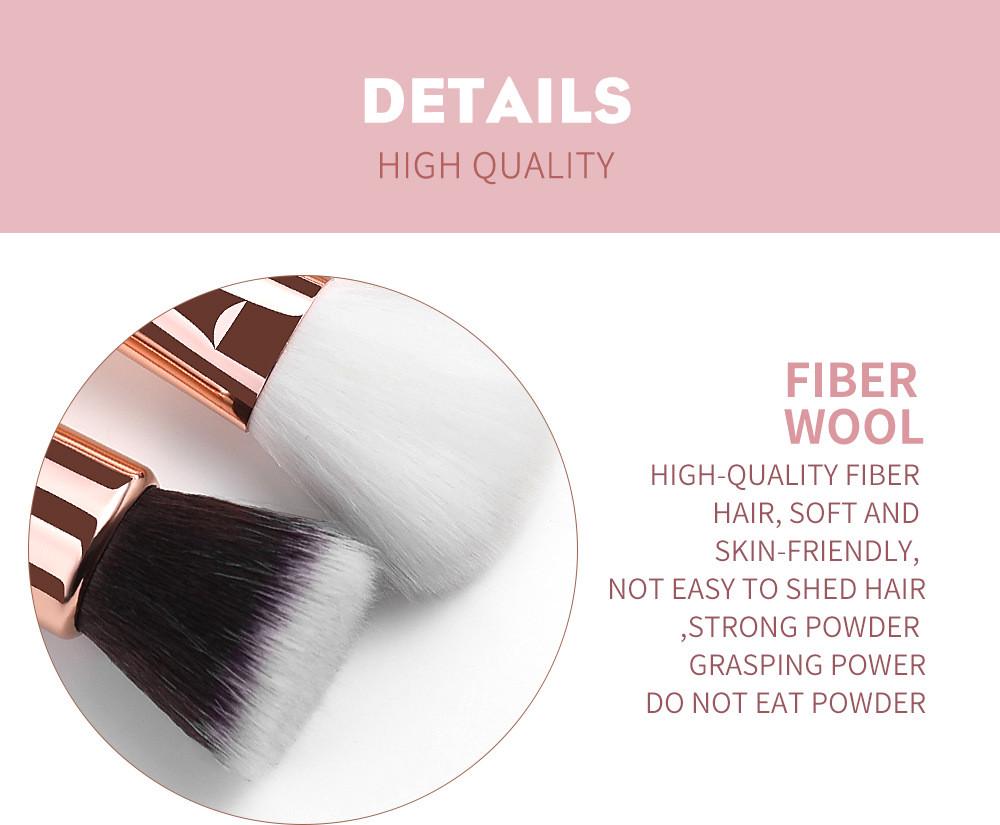 DETAILS
HIGH QUALITY
FIBER
WOOL
HIGH-QUALITY FIBER
HAIR, SOFT AND
SKIN-FRIENDLY,
NOT EASY TO SHED HAIR
,STRONG POWDER
GRASPING POWER
DO NOT EAT POWDER